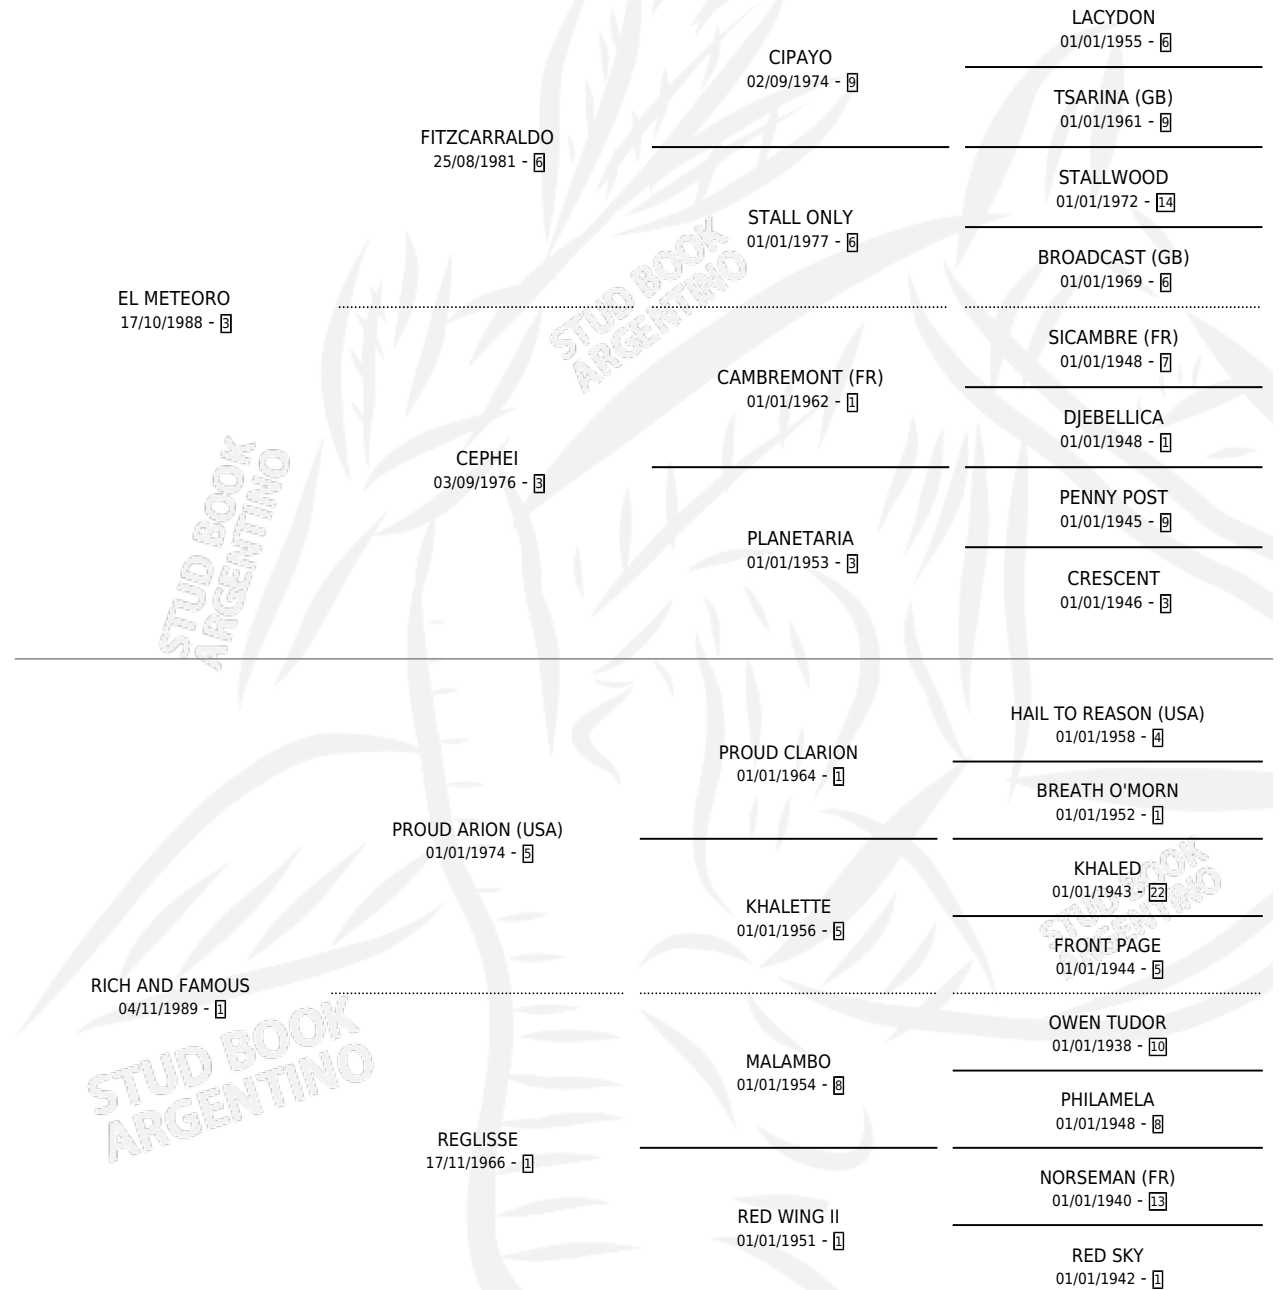 EL METEORO
17/10/1988 - 3
FITZCARRALDO
25/08/1981 - 6
CIPAYO
02/09/1974 - 9
LACYDON
01/01/1955 - 6
TSARINA (GB)
01/01/1961 - 9
STALL ONLY
01/01/1977 - 6
STALLWOOD
01/01/1972 - 14
BROADCAST (GB)
01/01/1969 - 6
CEPHEI
03/09/1976 - 3
CAMBREMONT (FR)
01/01/1962 - 1
SICAMBRE (FR)
01/01/1948 - 7
DJEBELLICA
01/01/1948 - 1
PLANETARIA
01/01/1953 - 3
PENNY POST
01/01/1945 - 9
CRESCENT
01/01/1946 - 3
RICH AND FAMOUS
04/11/1989 - 1
PROUD ARION (USA)
01/01/1974 - 5
PROUD CLARION
01/01/1964 - 1
HAIL TO REASON (USA)
01/01/1958 - 4
BREATH O'MORN
01/01/1952 - 1
KHALETTE
01/01/1956 - 5
KHALED
01/01/1943 - 22
FRONT PAGE
01/01/1944 - 5
REGLISSE
17/11/1966 - 1
MALAMBO
01/01/1954 - 8
OWEN TUDOR
01/01/1938 - 10
PHILAMELA
01/01/1948 - 8
RED WING II
01/01/1951 - 1
NORSEMAN (FR)
01/01/1940 - 13
RED SKY
01/01/1942 - 1
STUD BOOK
ARGENTINO
STUD BOOK
ARGENTINO
STUD BOOK
ARGENTINO
STUD BOOK
ARGENTINO